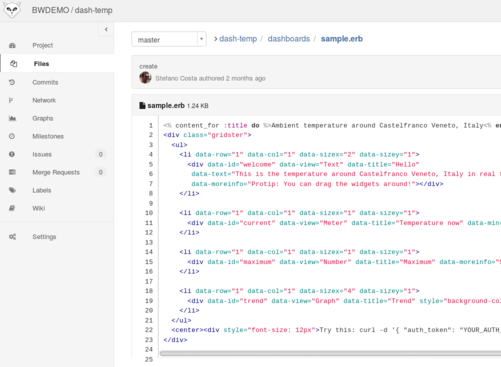 BWDEMO / dash-temp
Project
Files
Commits
Network
Graphs
Milestones
Issues 0
Merge Requests 0
Labels
Wiki
Settings
master
dash-temp / dashboards / sample.erb
create
Stefano Costa authored 2 months ago
sample.erb 1.24 KB
1 <% content_for :title do %>Ambient temperature around Castelfranco Veneto, Italy<% e
2 <div class="gridster">
3 <ul>
4 <li data-row="1" data-col="1" data-sizex="2" data-sizey="1">
5 <div data-id="welcome" data-view="Text" data-title="Hello"
6 data-text="This is the temperature around Castelfranco Veneto, Italy in real
7 data-moreinfo="Protip: You can drag the widgets around!"></div>
8 </li>
9
10 <li data-row="1" data-col="1" data-sizex="1" data-sizey="1">
11 <div data-id="current" data-view="Meter" data-title="Temperature now" data-min=
12 </li>
13
14 <li data-row="1" data-col="1" data-sizex="1" data-sizey="1">
15 <div data-id="maximum" data-view="Number" data-title="Maximum" data-moreinfo="
16 </li>
17
18 <li data-row="1" data-col="1" data-sizex="4" data-sizey="1">
19 <div data-id="trend" data-view="Graph" data-title="Trend" style="background-co
20 </li>
21 </ul>
22 <center><div style="font-size: 12px">Try this: curl -d '{ "auth_token": "YOUR_AUTH_
23 </div>
24
25